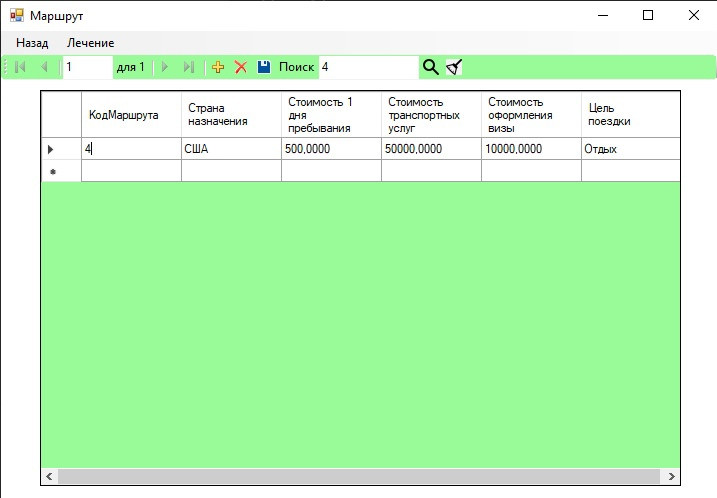 Маршрут
Назад Лечение
1 для 1 Поиск 4
КодМаршрута Страна назначения Стоимость 1 дня пребывания Стоимость транспортных услуг Стоимость оформления визы Цель поездки
4 США 500,0000 50000,0000 10000,0000 Отдых